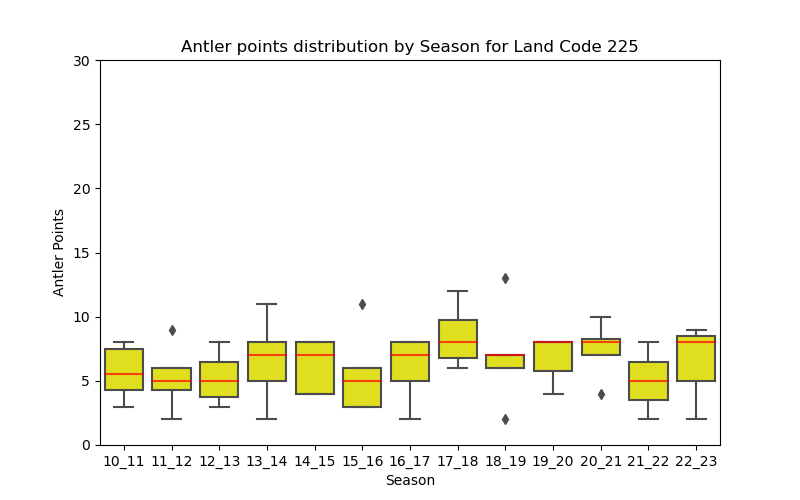 Antler points distribution by Season for Land Code 225
30
25
20
15
10
5
0
Antler Points
10_11 11_12 12_13 13_14 14_15 15_16 16_17 17_18 18_19 19_20 20_21 21_22 22_23
Season